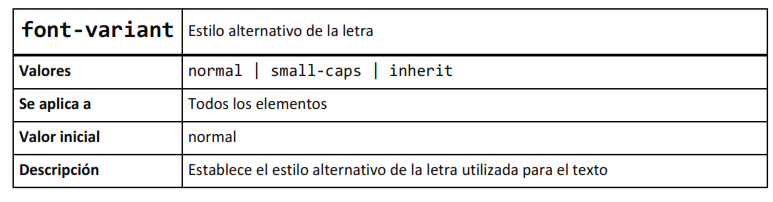 font-variant Estilo alternativo de la letra
Valores normal | small-caps | inherit
Se aplica a Todos los elementos
Valor inicial normal
Descripción Establece el estilo alternativo de la letra utilizada para el texto